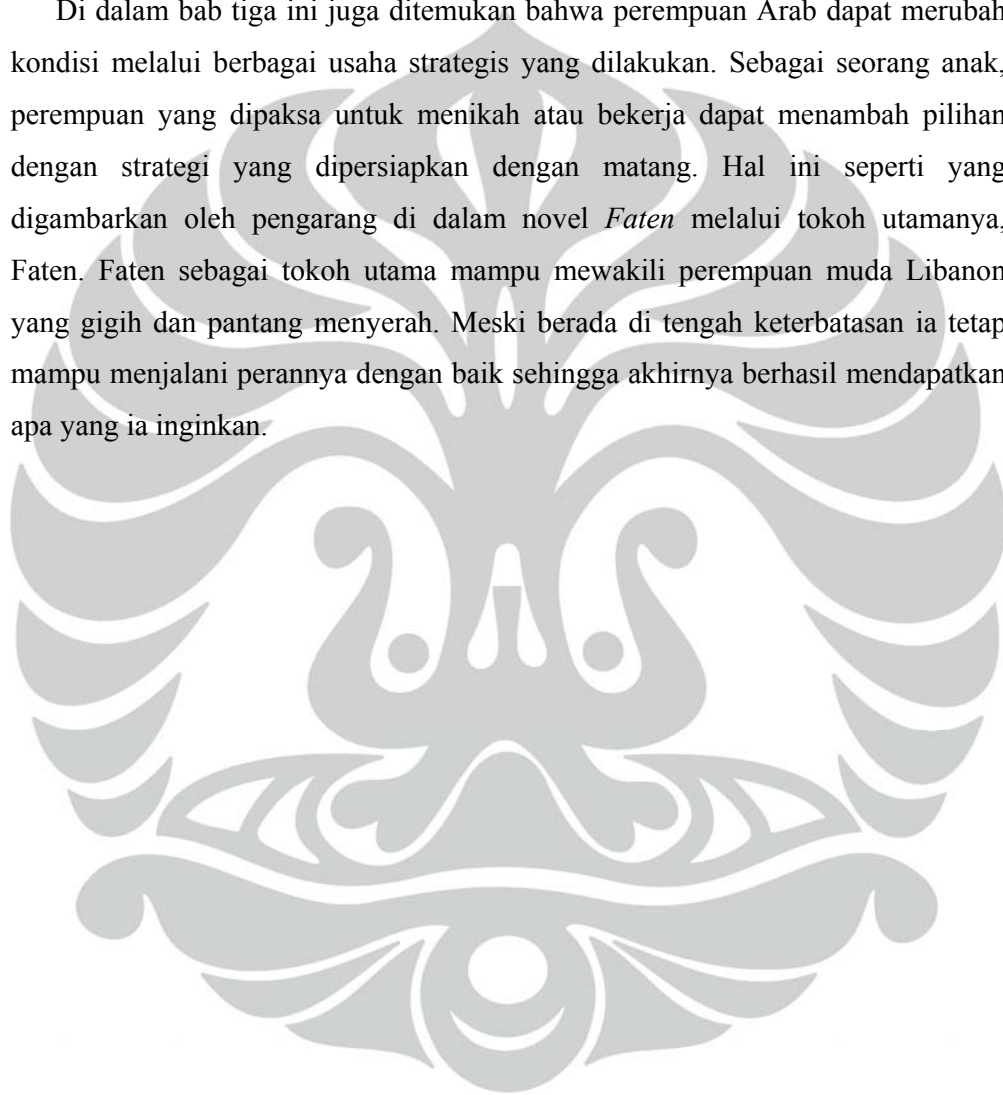 Di dalam bab tiga ini juga ditemukan bahwa perempuan Arab dapat merubah
kondisi melalui berbagai usaha strategis yang dilakukan. Sebagai seorang anak,
perempuan yang dipaksa untuk menikah atau bekerja dapat menambah pilihan
dengan strategi yang dipersiapkan dengan matang. Hal ini seperti yang
digambarkan oleh pengarang di dalam novel Faten melalui tokoh utamanya,
Faten. Faten sebagai tokoh utama mampu mewakili perempuan muda Libanon
yang gigih dan pantang menyerah. Meski berada di tengah keterbatasan ia tetap
mampu menjalani perannya dengan baik sehingga akhirnya berhasil mendapatkan
apa yang ia inginkan.